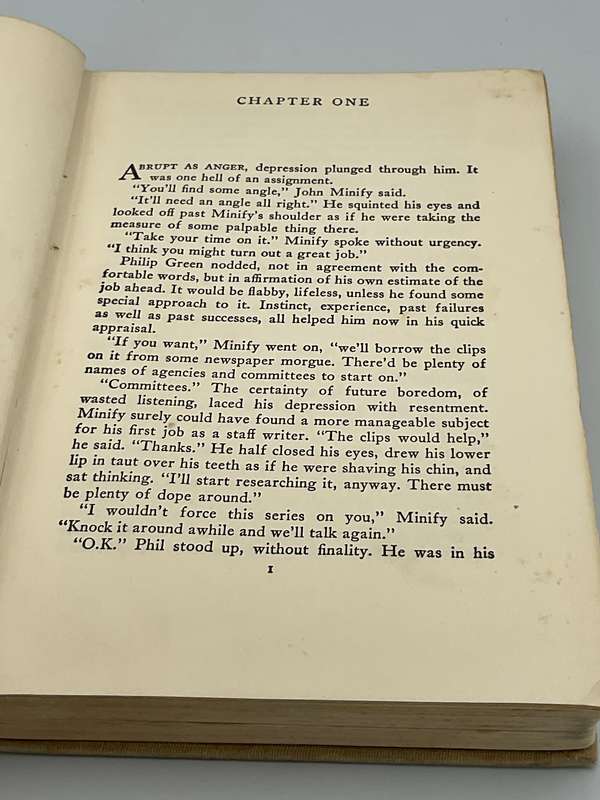 CHAPTER ONE
ABRUPT AS ANGER, depression plunged through him. It
was one hell of an assignment.
"You'll find some angle," John Minify said.
"It'll need an angle all right." He squinted his eyes and
looked off past Minify's shoulder as if he were taking the
measure of some palpable thing there.
"Take your time on it." Minify spoke without urgency.
"I think you might turn out a great job."
Philip Green nodded, not in agreement with the com-
fortable words, but in affirmation of his own estimate of the
job ahead. It would be flabby, lifeless, unless he found some
special approach to it. Instinct, experience, past failures
as well as past successes, all helped him now in his quick
appraisal.
"If you want," Minify went on, "we'll borrow the clips
on it from some newspaper morgue. There'd be plenty of
names of agencies and committees to start on."
"Committees." The certainty of future boredom, of
wasted listening, laced his depression with resentment.
Minify surely could have found a more manageable subject
for his first job as a staff writer. "The clips would help,"
he said. "Thanks." He half closed his eyes, drew his lower
lip in taut over his teeth as if he were shaving his chin, and
sat thinking. "I'll start researching it, anyway. There must
be plenty of dope around."
"I wouldn't force this series on you," Minify said.
"Knock it around awhile and we'll talk again."
"O.K." Phil stood up, without finality. He was in his
1